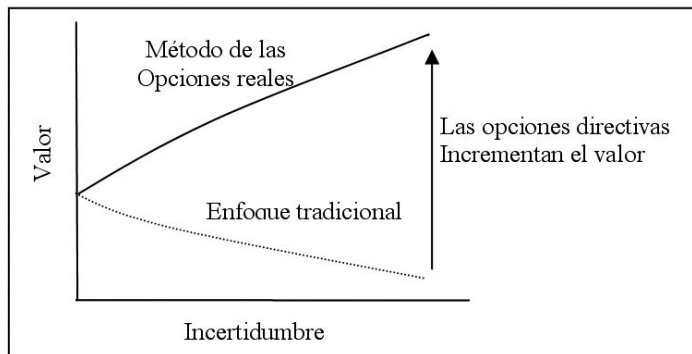 Método de las
Opciones reales
Las opciones directivas
Incrementan el valor
Valor
Enfoque tradicional
Incertidumbre